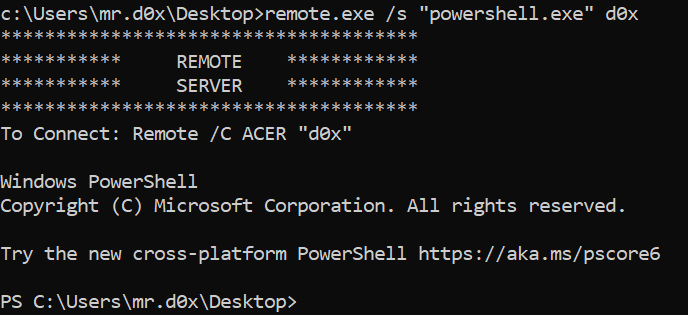 c:\Users\mr.d0x\Desktop>remote.exe /s "powershell.exe" d0x
**************************************
*********** REMOTE ************
*********** SERVER ************
**************************************
To Connect: Remote /C ACER "d0x"
Windows PowerShell
Copyright (C) Microsoft Corporation. All rights reserved.
Try the new cross-platform PowerShell https://aka.ms/pscore6
PS C:\Users\mr.d0x\Desktop>